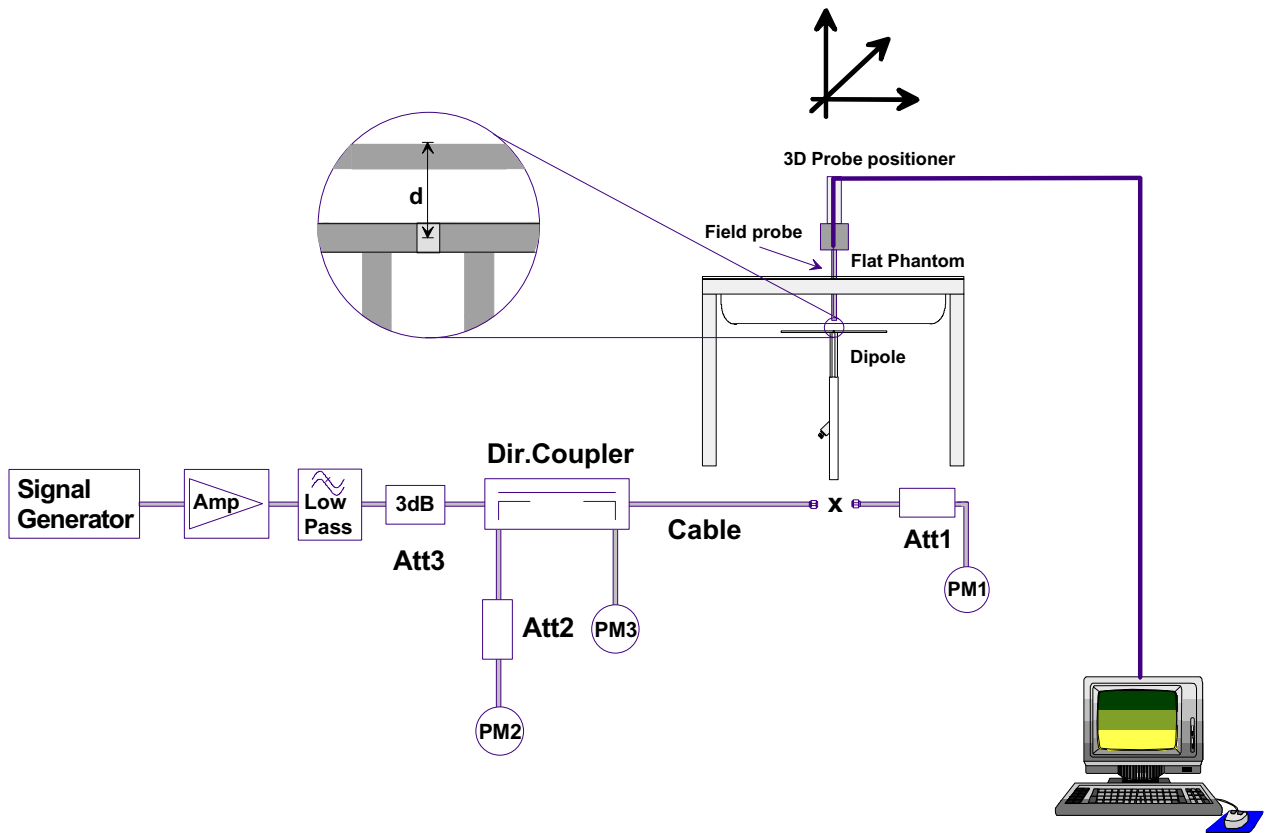 3D Probe positioner
d
Field probe
Flat Phantom
Dipole
Dir.Coupler
Signal
Generator
Amp
Low
Pass
3dB
Cable
x
Att1
Att3
PM1
Att2
PM3
PM2